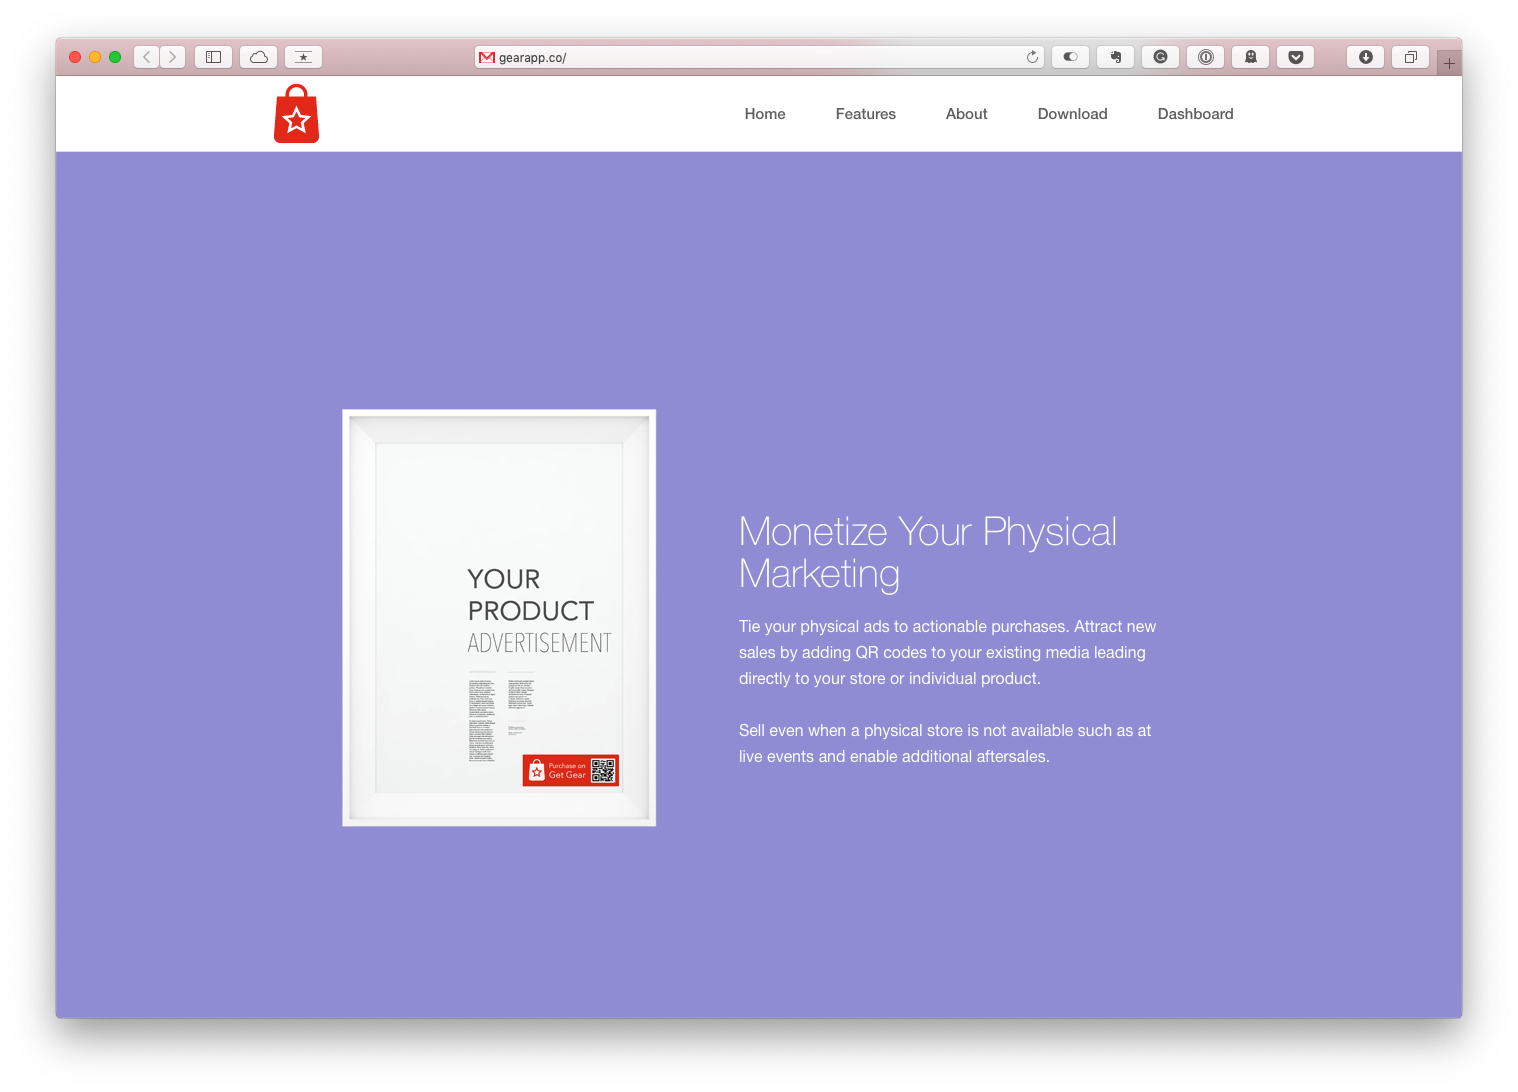 gearapp.co/
Home Features About Download Dashboard
YOUR
PRODUCT
ADVERTISEMENT
Purchase on
Get Gear
Monetize Your Physical
Marketing
Tie your physical ads to actionable purchases. Attract new
sales by adding QR codes to your existing media leading
directly to your store or individual product.
Sell even when a physical store is not available such as at
live events and enable additional aftersales.